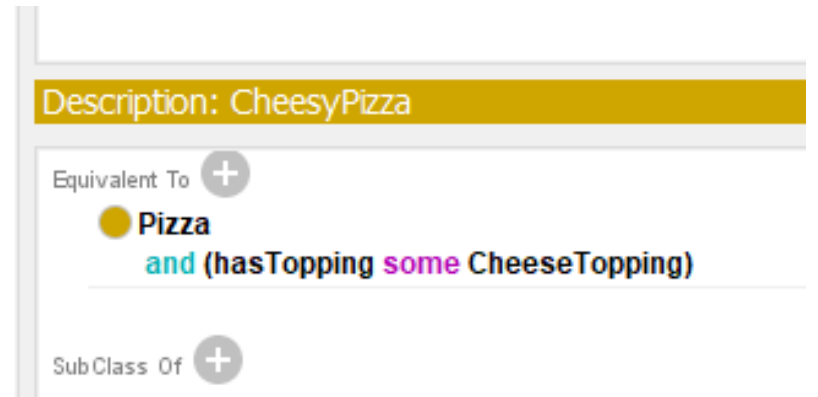 Description: CheesyPizza
Equivalent To
Pizza
and (hasTopping some CheeseTopping)
SubClass Of